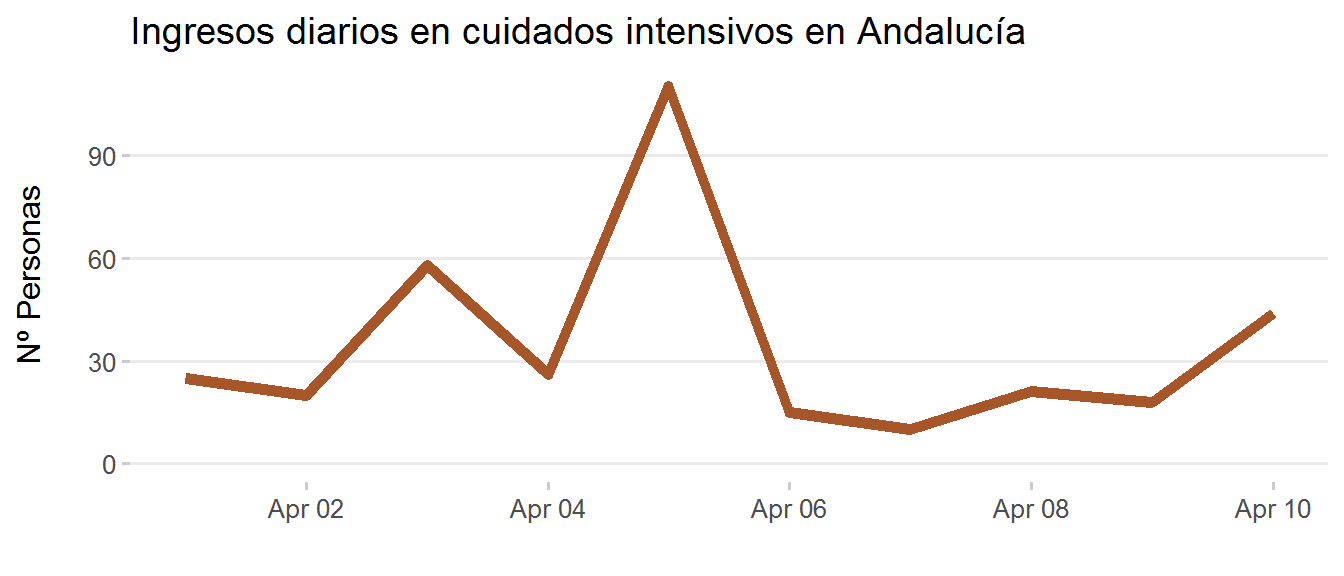 Ingresos diarios en cuidados intensivos en Andalucía
Nº Personas
90
60
30
0
Apr 02
Apr 04
Apr 06
Apr 08
Apr 10